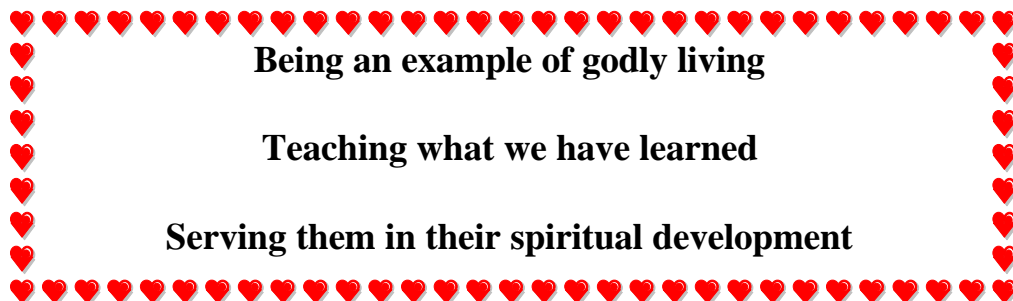 Being an example of godly living
Teaching what we have learned
Serving them in their spiritual development